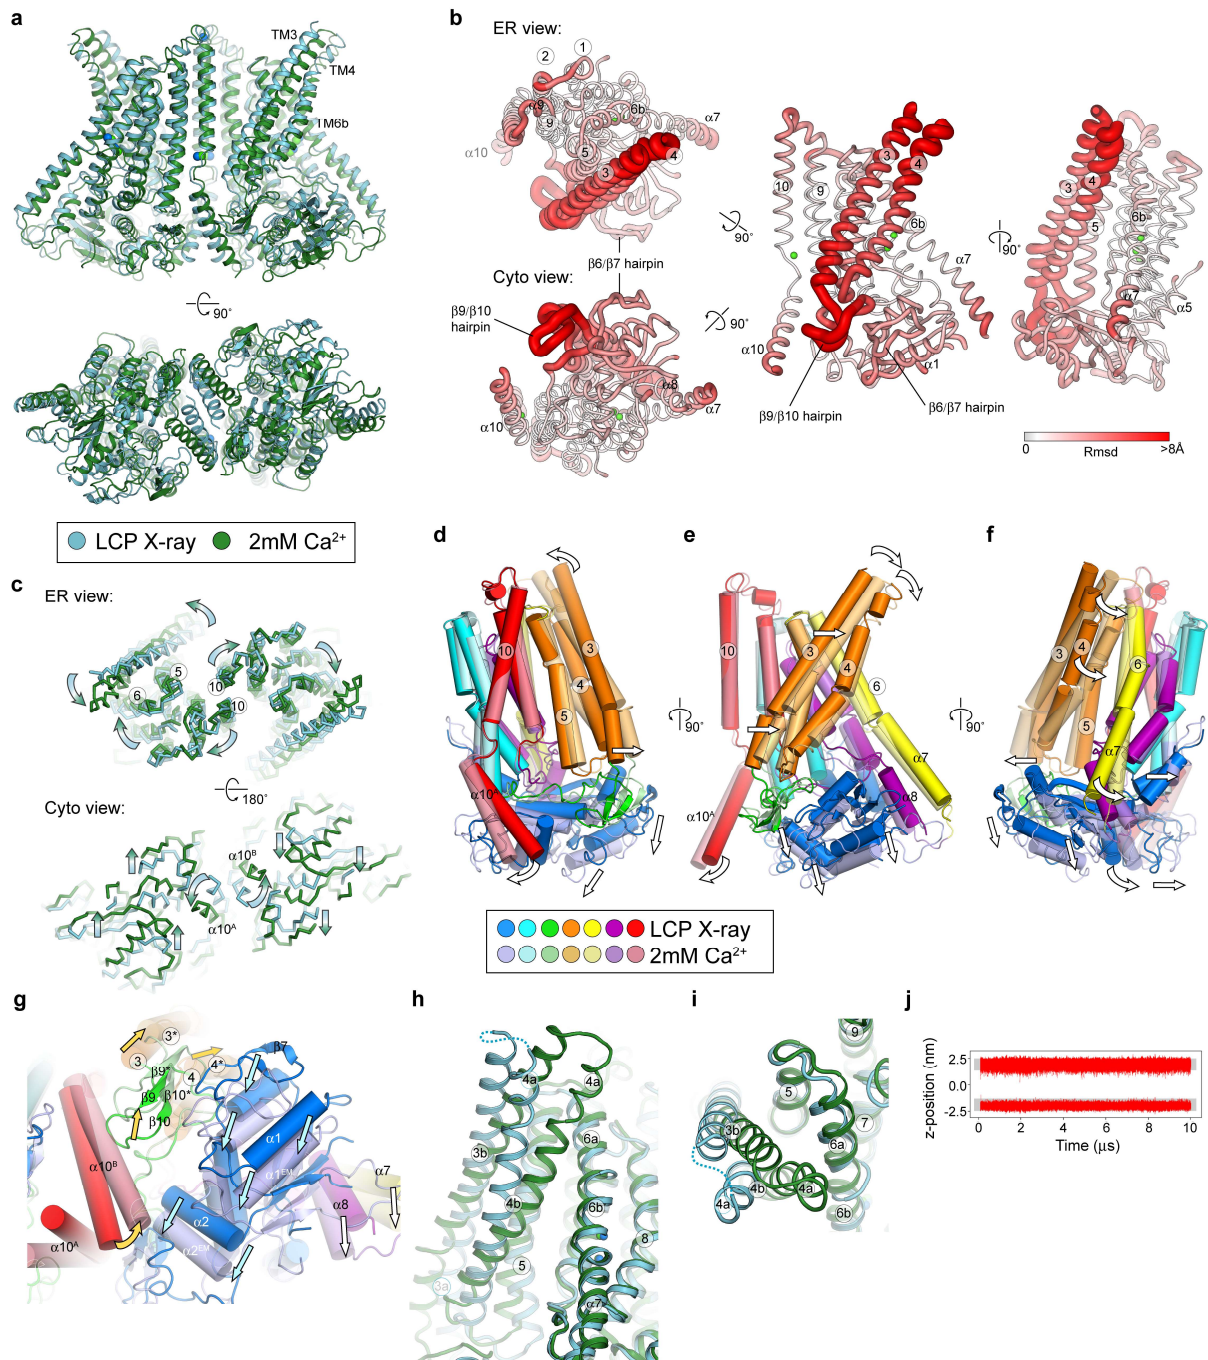 a
TM3
TM4
TM6b
90°
LCP X-ray
2mM Ca²⁺
b
ER view:
2
1
α9
9
6b
α7
α10
5
4
3
β6/β7 hairpin
Cyto view:
β9/β10
hairpin
α8
α7
α10
90°
90°
3
4
10
9
6b
α7
α10
α1
β9/β10 hairpin
β6/β7 hairpin
90°
3
4
5
6b
α7
α5
0
Rmsd
>8Å
c
ER view:
5
6
10
10
180°
Cyto view:
α10ᴮ
α10ᴬ
d
10
3
4
5
α10ᴬ
90°
e
10
3
4
6
α7
α8
α10ᴬ
90°
f
3
4
6
5
α7
LCP X-ray
2mM Ca²⁺
g
3*
3
4*
4
β7
β9*
β9
β10*
β10
α1
α10ᴮ
α1ᴱᴹ
α7
α8
α2
α10ᴬ
α2ᴱᴹ
h
4a
4a
6a
3b
4b
6b
5
8
3a
α7
i
9
5
7
3b
6a
4b
4a
4a
6b
j
z-position (nm)
2.5
0.0
-2.5
0 2 4 6 8 10
Time (µs)